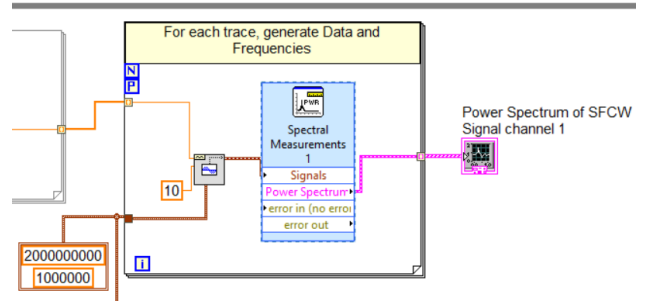 For each trace, generate Data and
Frequencies
N
P
PWR
Spectral
Measurements
1
Signals
Power Spectrum
error in (no erro
error out
10
2000000000
1000000
i
Power Spectrum of SFCW
Signal channel 1